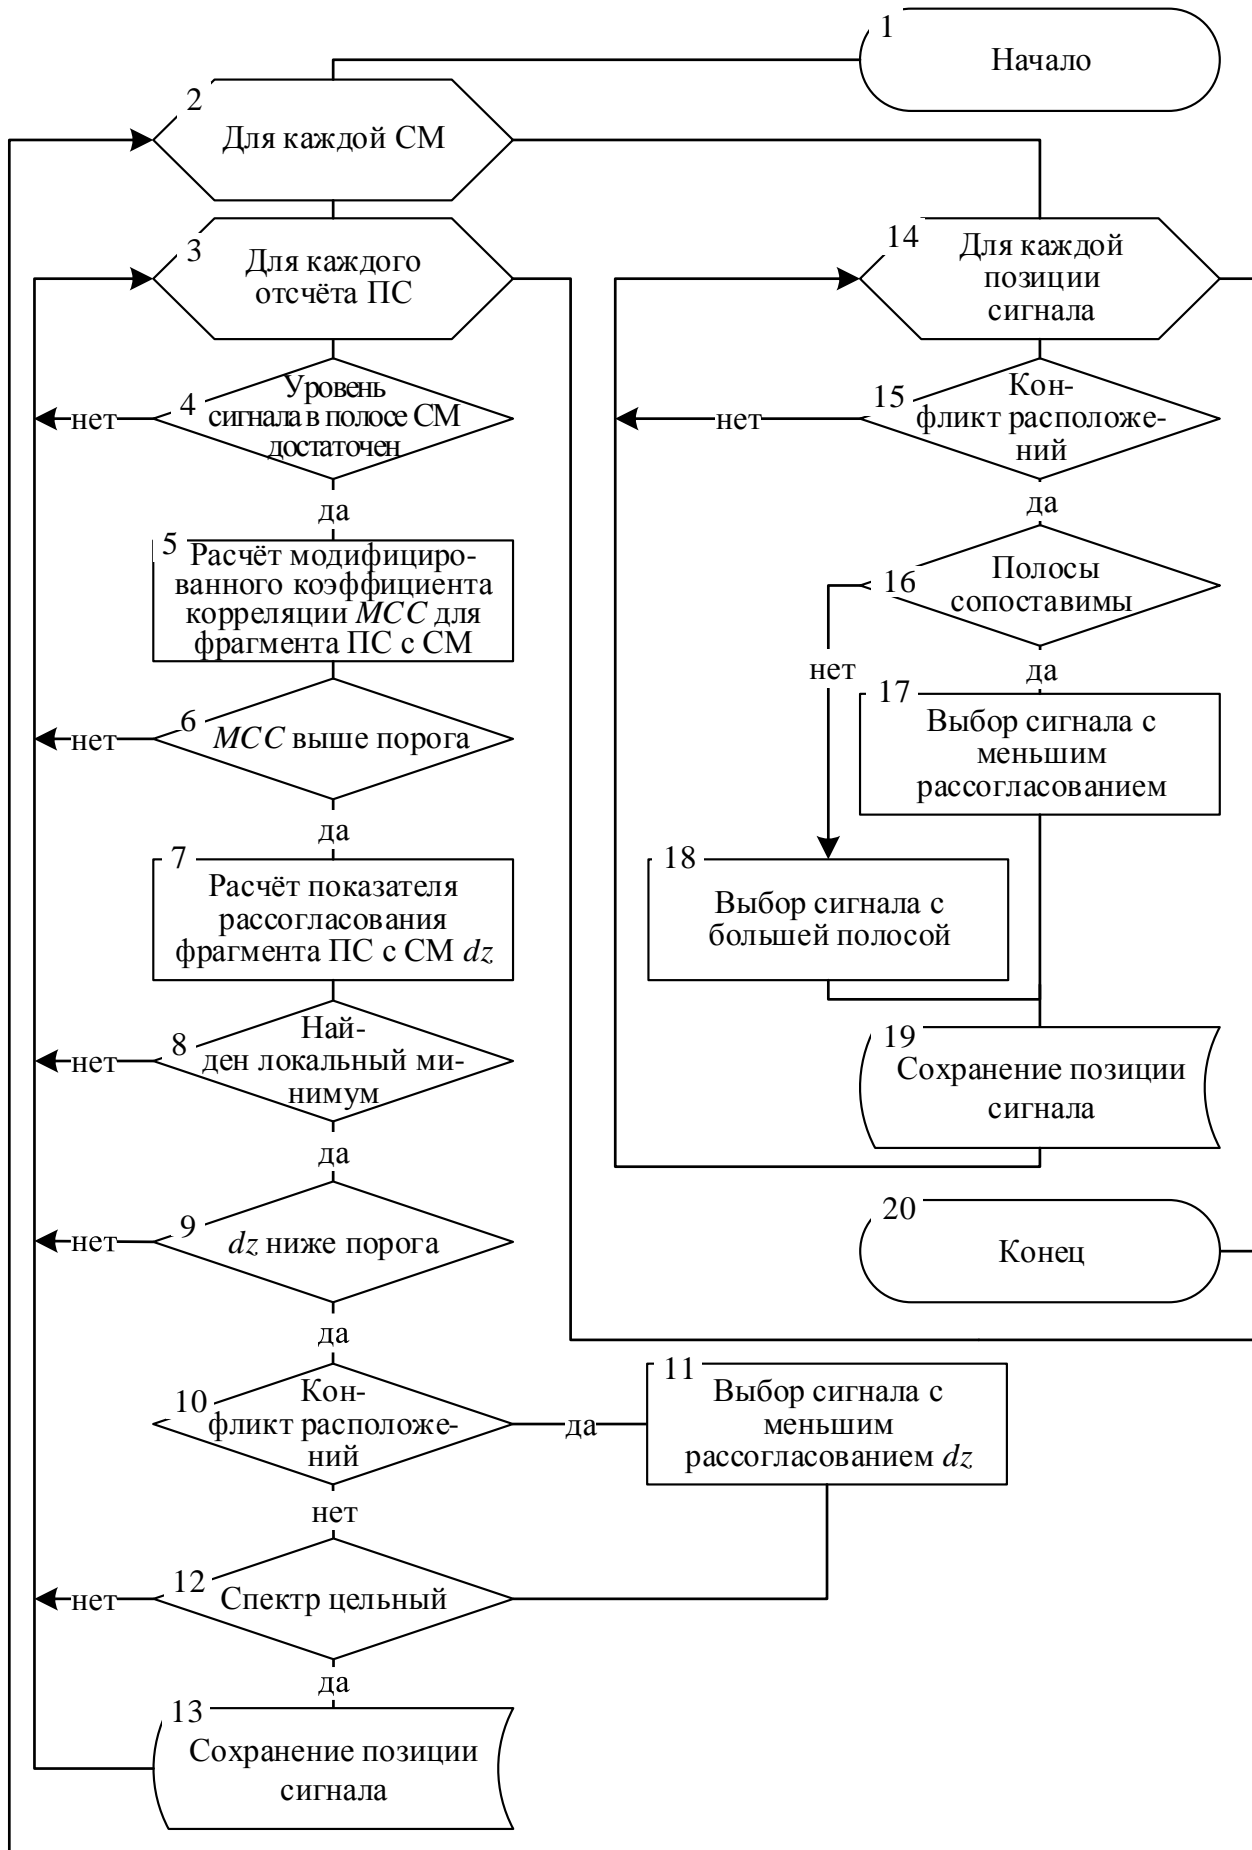 1
Начало
2
Для каждой СМ
3
Для каждого
отсчёта ПС
4
Уровень
сигнала в полосе СМ
достаточен
нет
да
5
Расчёт модифициро-
ванного коэффициента
корреляции MCC для
фрагмента ПС с СМ
6
MCC выше порога
нет
да
7
Расчёт показателя
рассогласования
фрагмента ПС с СМ dz
8
Най-
ден локальный ми-
нимум
нет
да
9
dz ниже порога
нет
да
10
Кон-
фликт расположе-
ний
да
нет
11
Выбор сигнала с
меньшим
рассогласованием dz
12
Спектр цельный
нет
да
13
Сохранение позиции
сигнала
14
Для каждой
позиции
сигнала
15
Кон-
фликт расположе-
ний
нет
да
16
Полосы
сопоставимы
нет
да
17
Выбор сигнала с
меньшим
рассогласованием
18
Выбор сигнала с
большей полосой
19
Сохранение позиции
сигнала
20
Конец